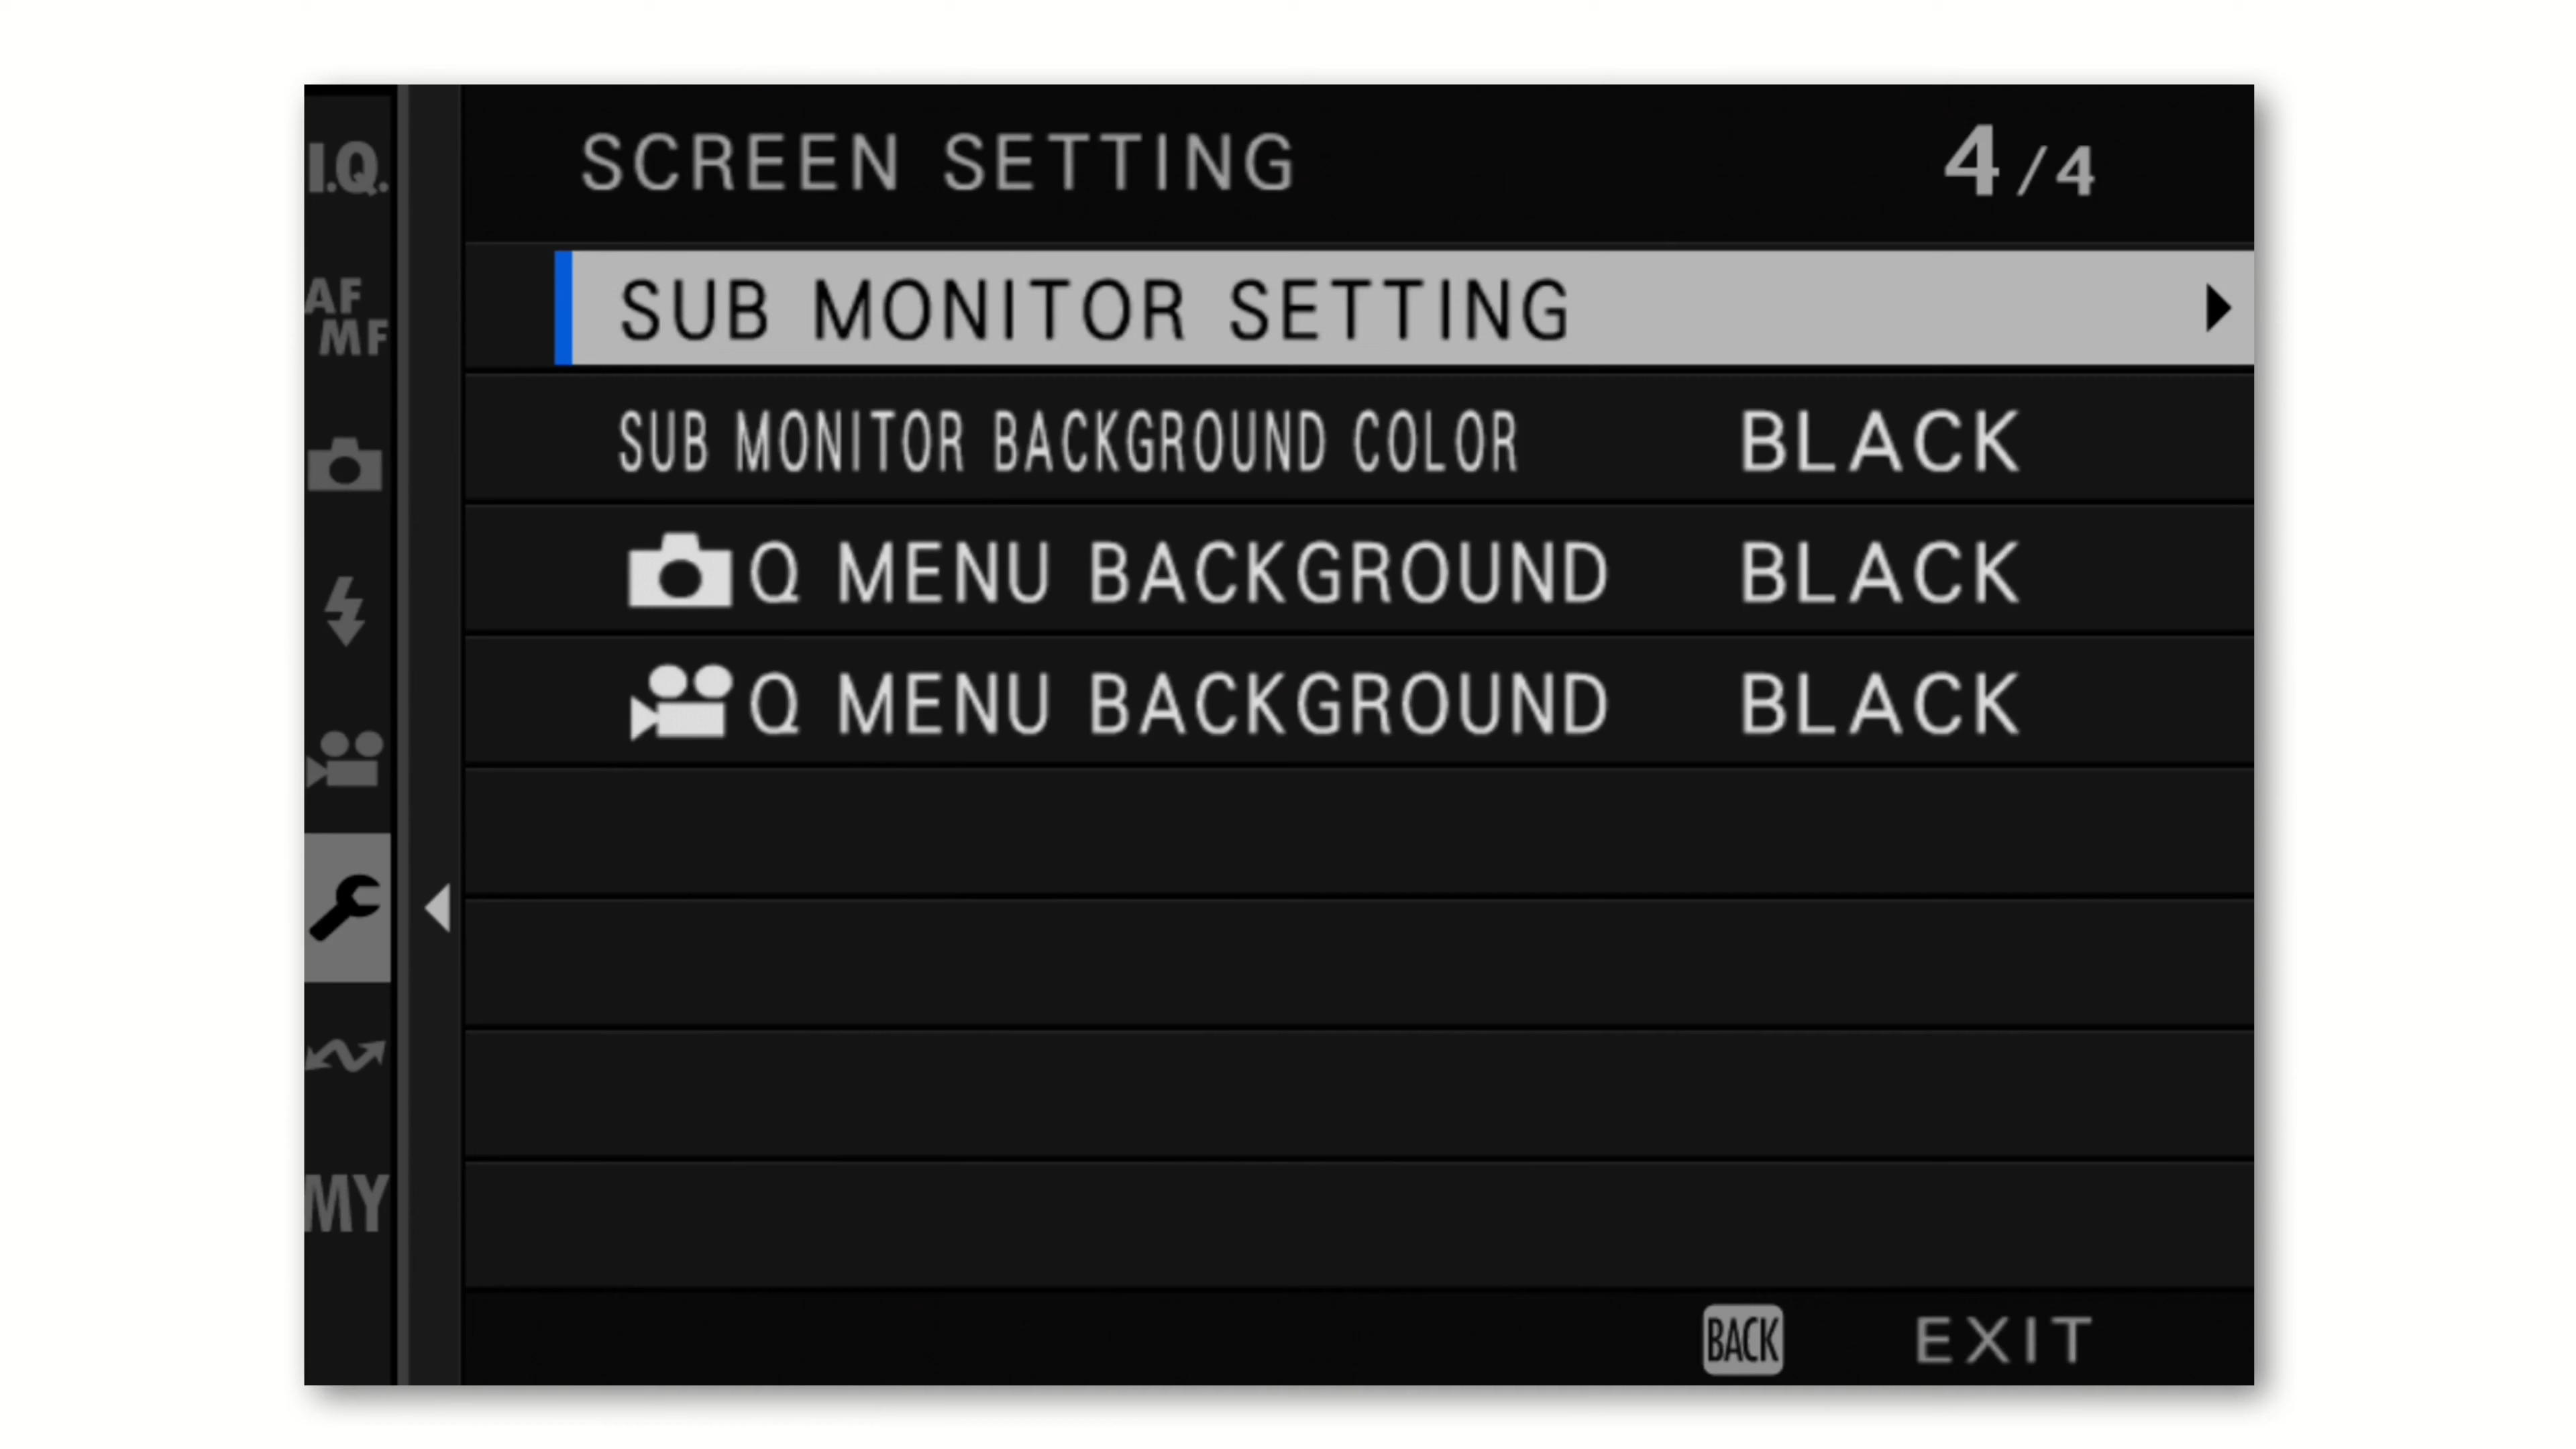 I.Q.
AF
MF
MY
SCREEN SETTING 4/4
SUB MONITOR SETTING
SUB MONITOR BACKGROUND COLOR BLACK
Q MENU BACKGROUND BLACK
Q MENU BACKGROUND BLACK
BACK EXIT